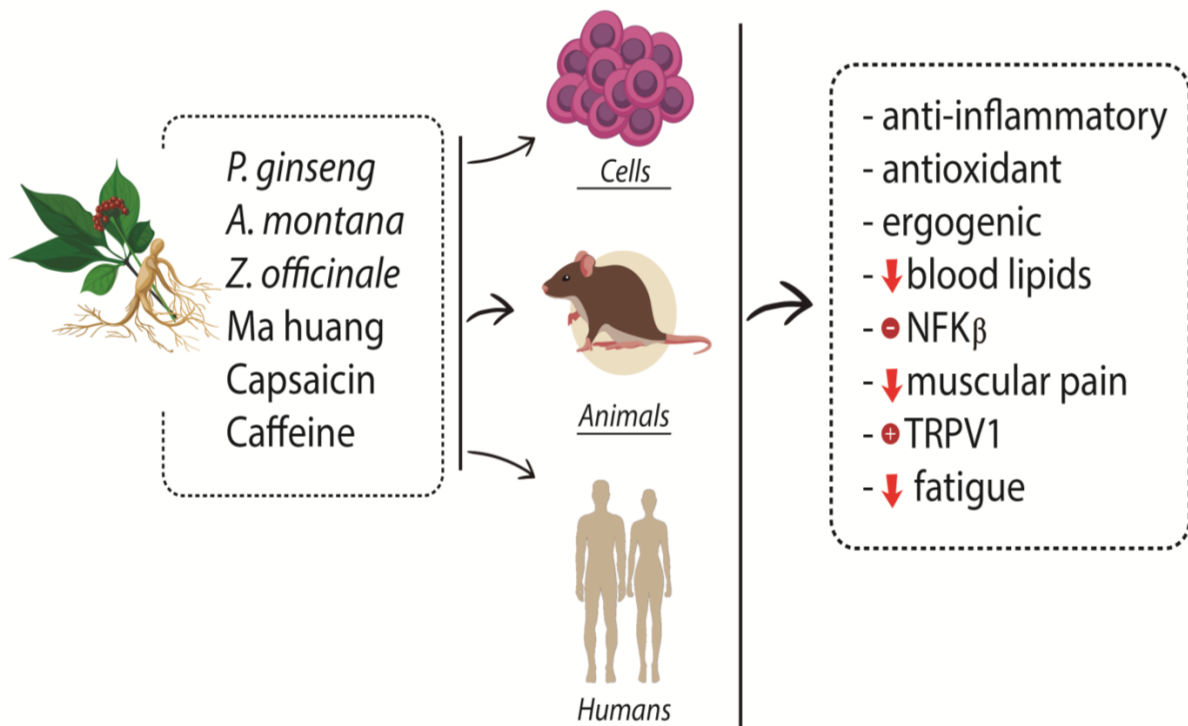 P. ginseng
A. montana
Z. officinale
Ma huang
Capsaicin
Caffeine
Cells
Animals
Humans
- anti-inflammatory
- antioxidant
- ergogenic
- blood lipids
- NFKβ
- muscular pain
- TRPV1
- fatigue